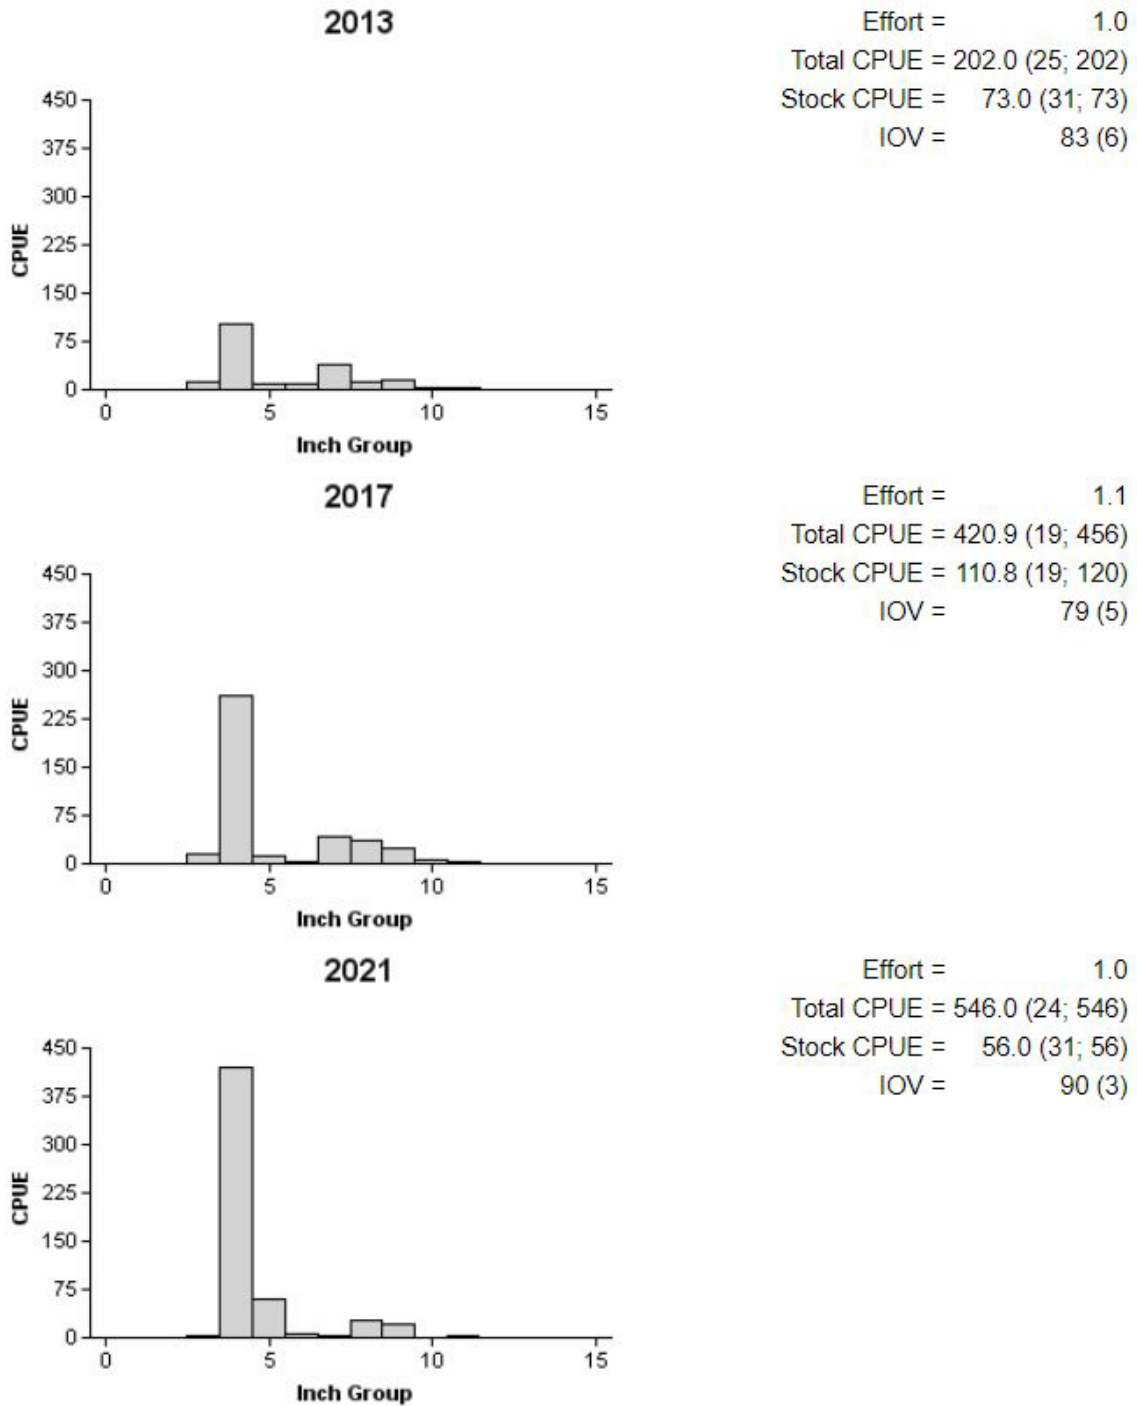 2013
Effort = 1.0
Total CPUE = 202.0 (25; 202)
Stock CPUE = 73.0 (31; 73)
IOV = 83 (6)
450
375
300
225
150
75
0
CPUE
0 5 10 15
Inch Group
2017
Effort = 1.1
Total CPUE = 420.9 (19; 456)
Stock CPUE = 110.8 (19; 120)
IOV = 79 (5)
450
375
300
225
150
75
0
CPUE
0 5 10 15
Inch Group
2021
Effort = 1.0
Total CPUE = 546.0 (24; 546)
Stock CPUE = 56.0 (31; 56)
IOV = 90 (3)
450
375
300
225
150
75
0
CPUE
0 5 10 15
Inch Group